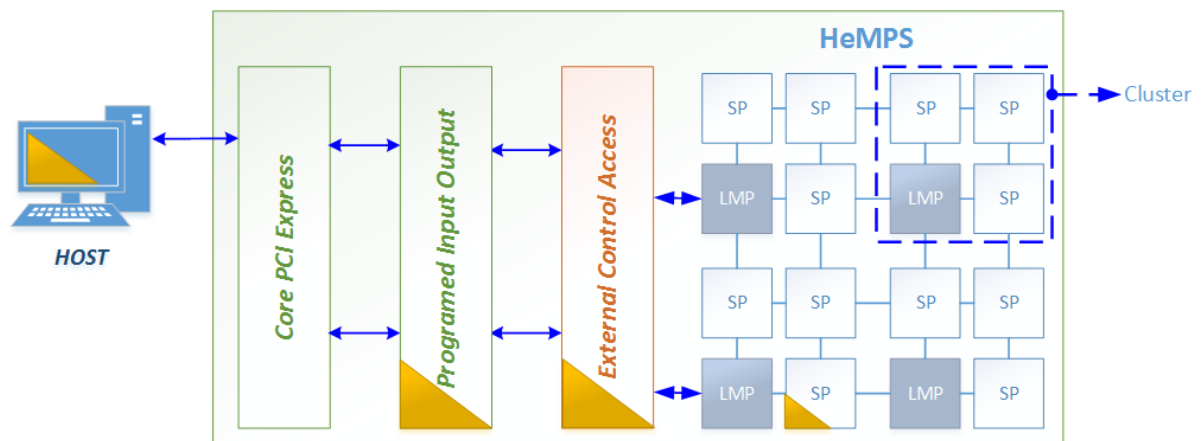 HeMPS
Cluster
HOST
Core PCI Express
Programed Input Output
External Control Access
SP SP SP SP
LMP SP LMP SP
SP SP SP SP
LMP SP LMP SP